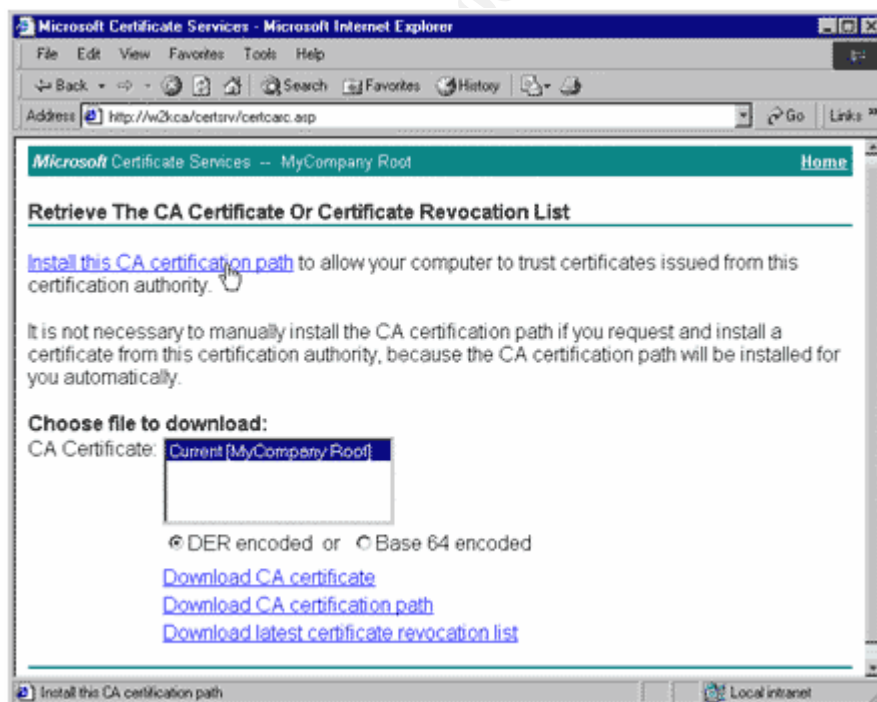 Microsoft Certificate Services - Microsoft Internet Explorer
File Edit View Favorites Tools Help
Back Search Favorites History
Address http://w2kca/certsrv/certcarc.asp Go Links »
Microsoft Certificate Services -- MyCompany Root Home
Retrieve The CA Certificate Or Certificate Revocation List
Install this CA certification path to allow your computer to trust certificates issued from this
certification authority.
It is not necessary to manually install the CA certification path if you request and install a
certificate from this certification authority, because the CA certification path will be installed for
you automatically.
Choose file to download:
CA Certificate: Current [MyCompany Root]
DER encoded or Base 64 encoded
Download CA certificate
Download CA certification path
Download latest certificate revocation list
Install this CA certification path Local intranet